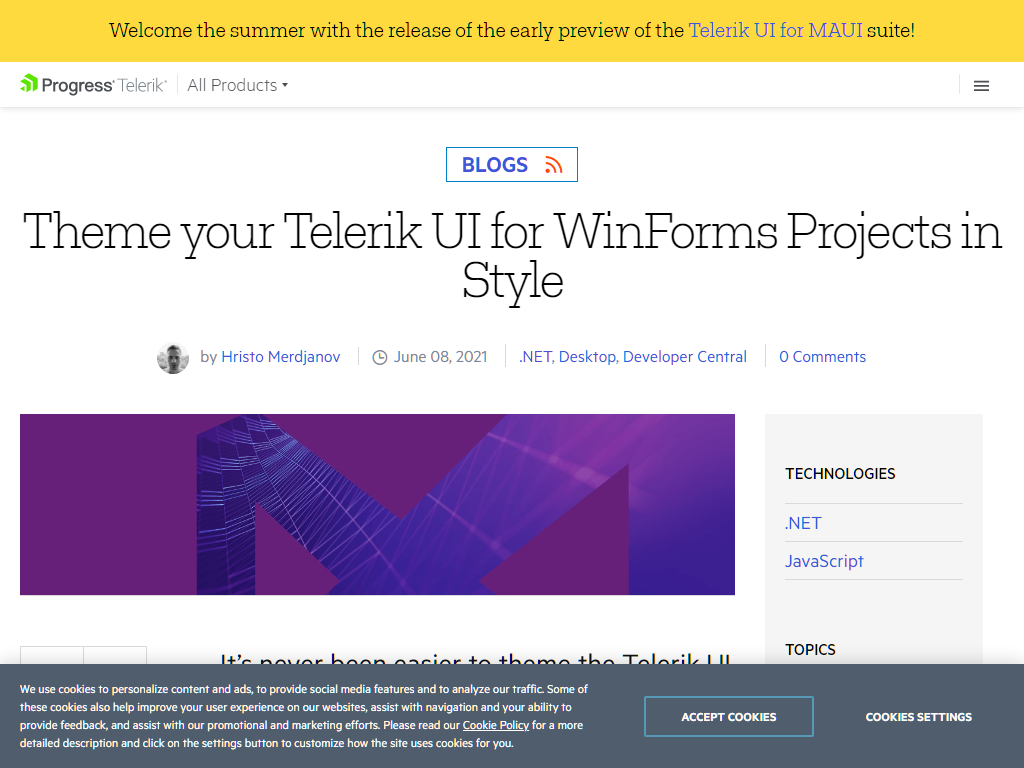 Welcome the summer with the release of the early preview of the Telerik UI for MAUI suite!
Progress Telerik All Products
BLOGS
Theme your Telerik UI for WinForms Projects in
Style
by Hristo Merdjanov June 08, 2021 .NET, Desktop, Developer Central 0 Comments
TECHNOLOGIES
.NET
JavaScript
TOPICS
It's never been easier to theme the Telerik UI
We use cookies to personalize content and ads, to provide social media features and to analyze our traffic. Some of
these cookies also help improve your user experience on our websites, assist with navigation and your ability to
provide feedback, and assist with our promotional and marketing efforts. Please read our Cookie Policy for a more
detailed description and click on the settings button to customize how the site uses cookies for you.
ACCEPT COOKIES
COOKIES SETTINGS